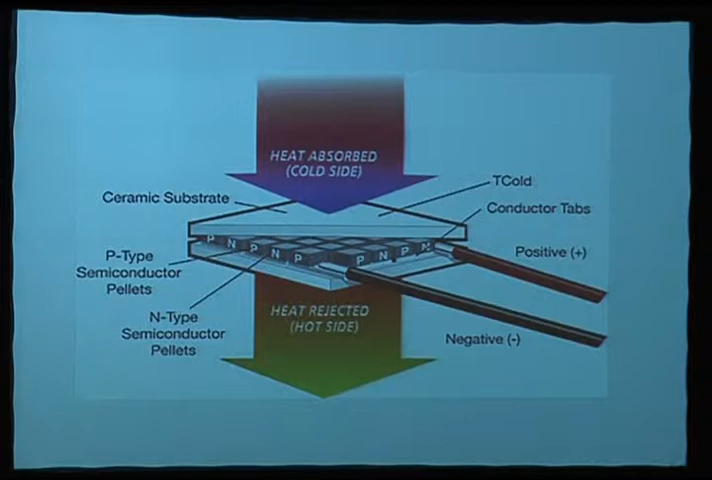 HEAT ABSORBED
(COLD SIDE)
Ceramic Substrate
TCold
Conductor Tabs
P N P N P
P N P N
Positive (+)
P-Type
Semiconductor
Pellets
N-Type
Semiconductor
Pellets
HEAT REJECTED
(HOT SIDE)
Negative (-)